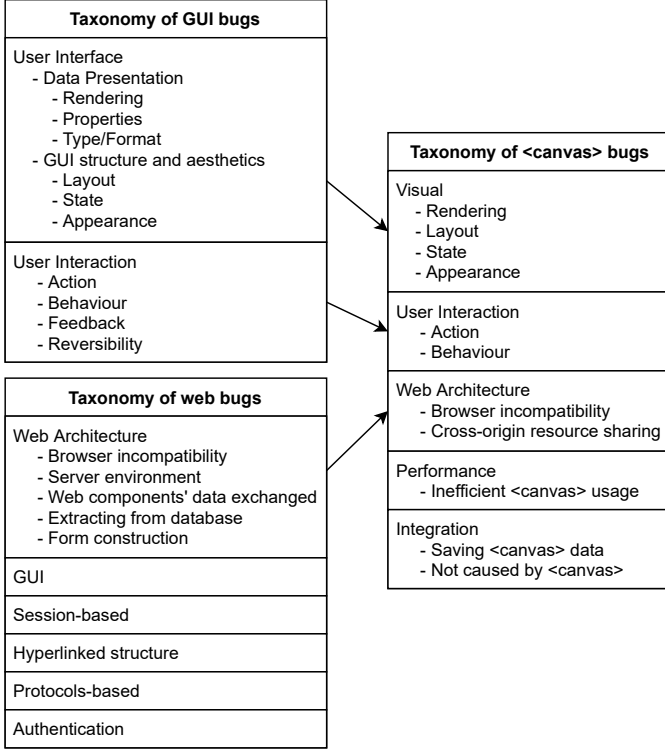 Taxonomy of GUI bugs
User Interface
- Data Presentation
- Rendering
- Properties
- Type/Format
- GUI structure and aesthetics
- Layout
- State
- Appearance
User Interaction
- Action
- Behaviour
- Feedback
- Reversibility
Taxonomy of web bugs
Web Architecture
- Browser incompatibility
- Server environment
- Web components' data exchanged
- Extracting from database
- Form construction
GUI
Session-based
Hyperlinked structure
Protocols-based
Authentication
Taxonomy of <canvas> bugs
Visual
- Rendering
- Layout
- State
- Appearance
User Interaction
- Action
- Behaviour
Web Architecture
- Browser incompatibility
- Cross-origin resource sharing
Performance
- Inefficient <canvas> usage
Integration
- Saving <canvas> data
- Not caused by <canvas>